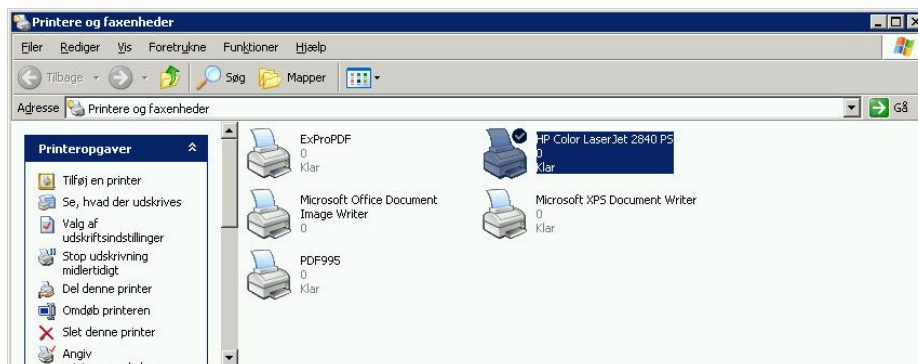 Printere og faxenheder
Filer Rediger Vis Foretrukne Funktioner Hjælp
Tilbage Søg Mapper
Adresse Printere og faxenheder Gå
Printeropgaver
Tilføj en printer
Se, hvad der udskrives
Valg af
udskriftsindstillinger
Stop udskrivning
midlertidigt
Del denne printer
Omdøb printeren
Slet denne printer
Angiv
ExProPDF
0
Klar
HP Color LaserJet 2840 PS
0
Klar
Microsoft Office Document
Image Writer
0
Microsoft XPS Document Writer
0
Klar
PDF995
0
Klar